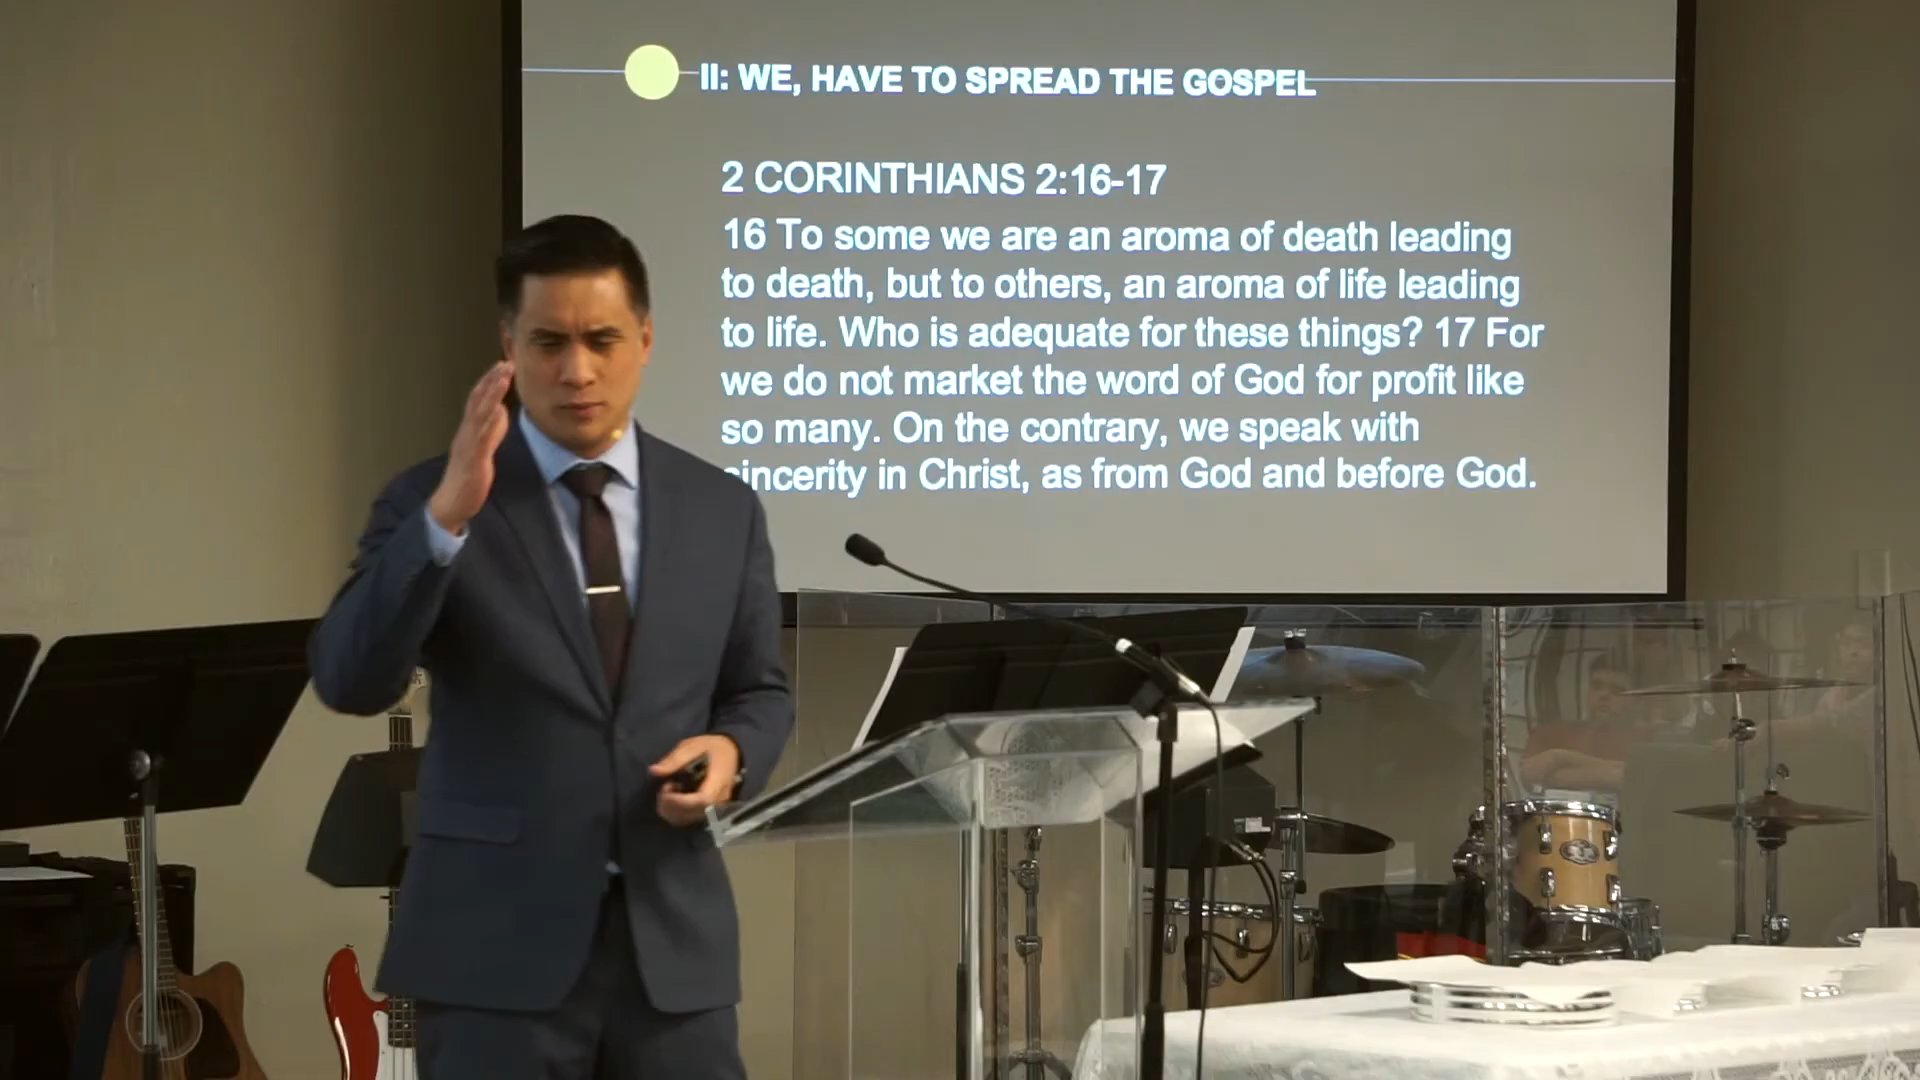 II: WE, HAVE TO SPREAD THE GOSPEL
2 CORINTHIANS 2:16-17
16 To some we are an aroma of death leading
to death, but to others, an aroma of life leading
to life. Who is adequate for these things? 17 For
we do not market the word of God for profit like
so many. On the contrary, we speak with
sincerity in Christ, as from God and before God.